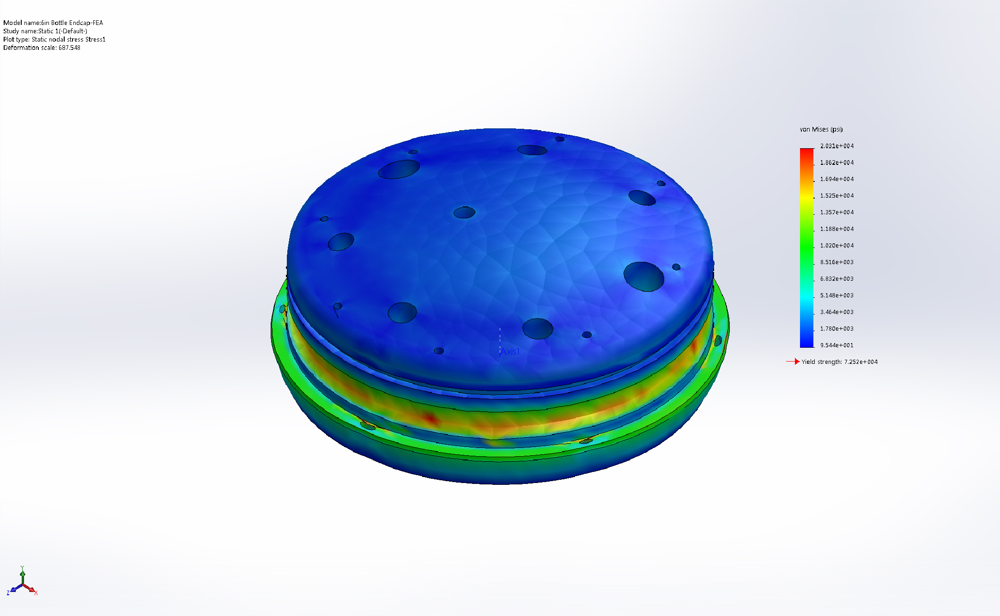 Model name:6in Bottle Endcap-FEA
Study name:Static 1(-Default-)
Plot type: Static nodal stress Stress1
Deformation scale: 687.548
von Mises (psi)
2.031e+004
1.862e+004
1.694e+004
1.525e+004
1.357e+004
1.188e+004
1.020e+004
8.516e+003
6.832e+003
5.148e+003
3.464e+003
1.780e+003
9.544e+001
Yield strength: 7.252e+004
Axis1
Y
Z
X